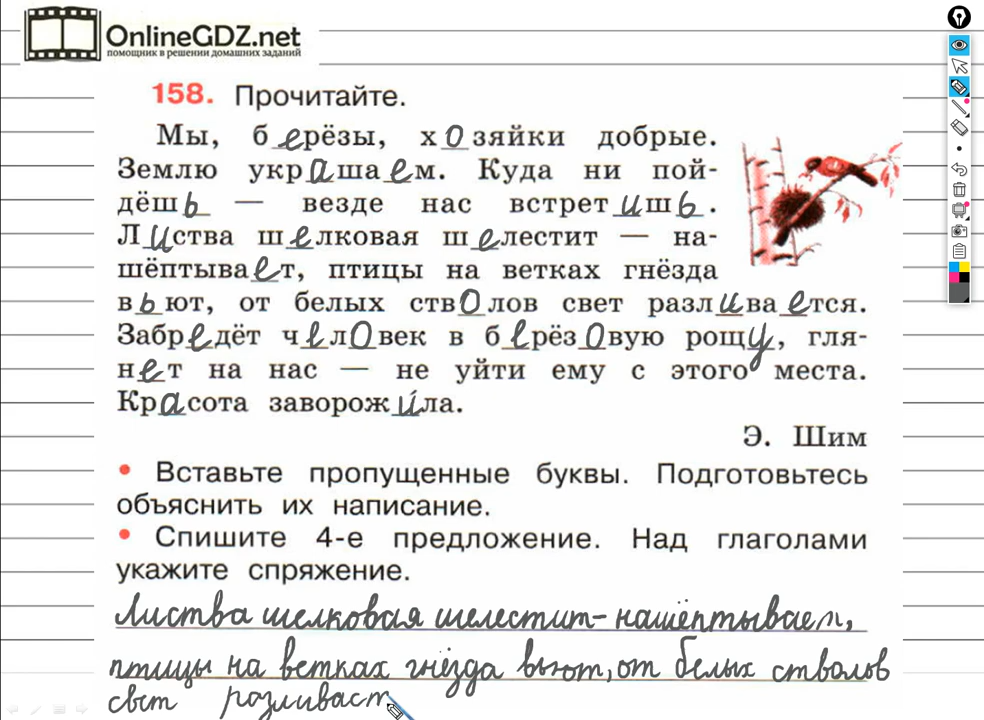 OnlineGDZ.net
помощник в решении домашних заданий
158. Прочитайте.
Мы, берёзы, хозяйки добрые.
Землю украшаем. Куда ни пой-
дёшь — везде нас встретишь.
Листва шелковая шелестит — на-
шёптывает, птицы на ветках гнёзда
вьют, от белых стволов свет разливается.
Забредёт человек в берёзовую рощу, гля-
нет на нас — не уйти ему с этого места.
Красота заворожила.
Э. Шим
• Вставьте пропущенные буквы. Подготовьтесь
объяснить их написание.
• Спишите 4-е предложение. Над глаголами
укажите спряжение.
Листва шелковая шелестит - нашёптывает,
птицы на ветках гнёзда вьют, от белых стволов
свет разливает